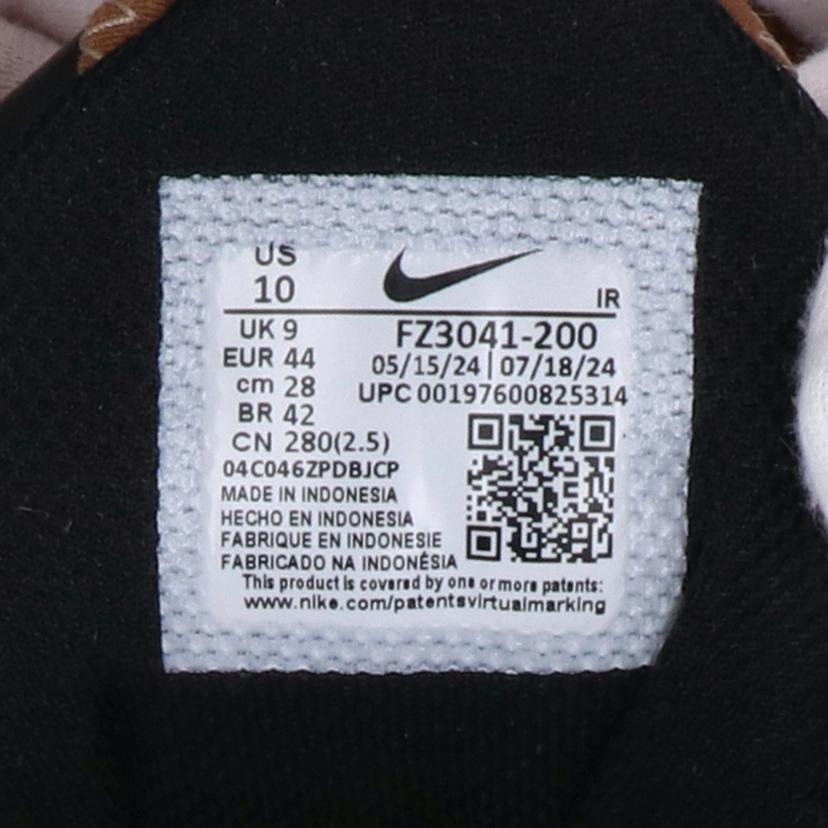 US
10
IR
UK 9
EUR 44
cm 28
BR 42
CN 280(2.5)
FZ3041-200
05/15/24 | 07/18/24
UPC 00197600825314
04C046ZPDBJCP
MADE IN INDONESIA
HECHO EN INDONESIA
FABRIQUE EN INDONESIE
FABRICADO NA INDONÉSIA
This product is covered by one or more patents:
www.nike.com/patentsvirtualmarking